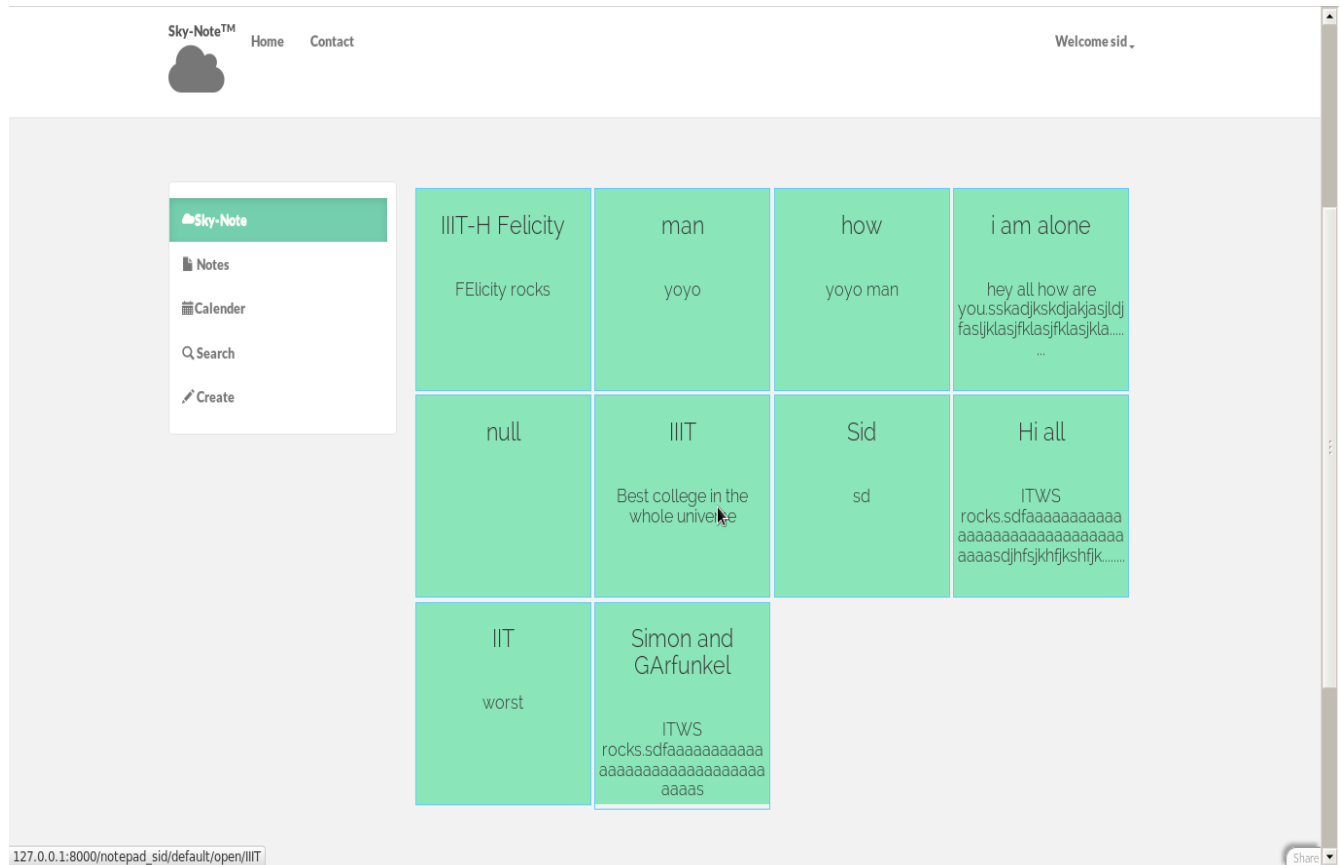 Sky-Note™
Home
Contact
Welcome sid
Sky-Note
Notes
Calender
Search
Create
IIIT-H Felicity
FElicity rocks
man
yoyo
how
yoyo man
i am alone
hey all how are
you.sskadjkskdjakjasjldj
fasljklasjfklasjfklasjkla.....
...
null
IIIT
Best college in the
whole universe
Sid
sd
Hi all
ITWS
rocks.sdfaaaaaaaaaaa
aaaaaaaaaaaaaaaaaaa
aaaasdjhfsjkhfjkshfjk........
IIT
worst
Simon and
GArfunkel
ITWS
rocks.sdfaaaaaaaaaaa
aaaaaaaaaaaaaaaaaaa
aaaas
127.0.0.1:8000/notepad_sid/default/open/IIIT
Share